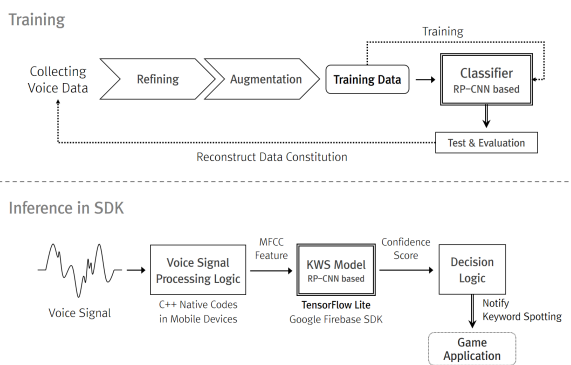 Training
Training
Collecting
Voice Data
Refining
Augmentation
Training Data
Classifier
RP-CNN based
Test & Evaluation
Reconstruct Data Constitution
Inference in SDK
Voice Signal
Voice Signal
Processing Logic
C++ Native Codes
in Mobile Devices
MFCC
Feature
KWS Model
RP-CNN based
TensorFlow Lite
Google Firebase SDK
Confidence
Score
Decision
Logic
Notify
Keyword Spotting
Game
Application